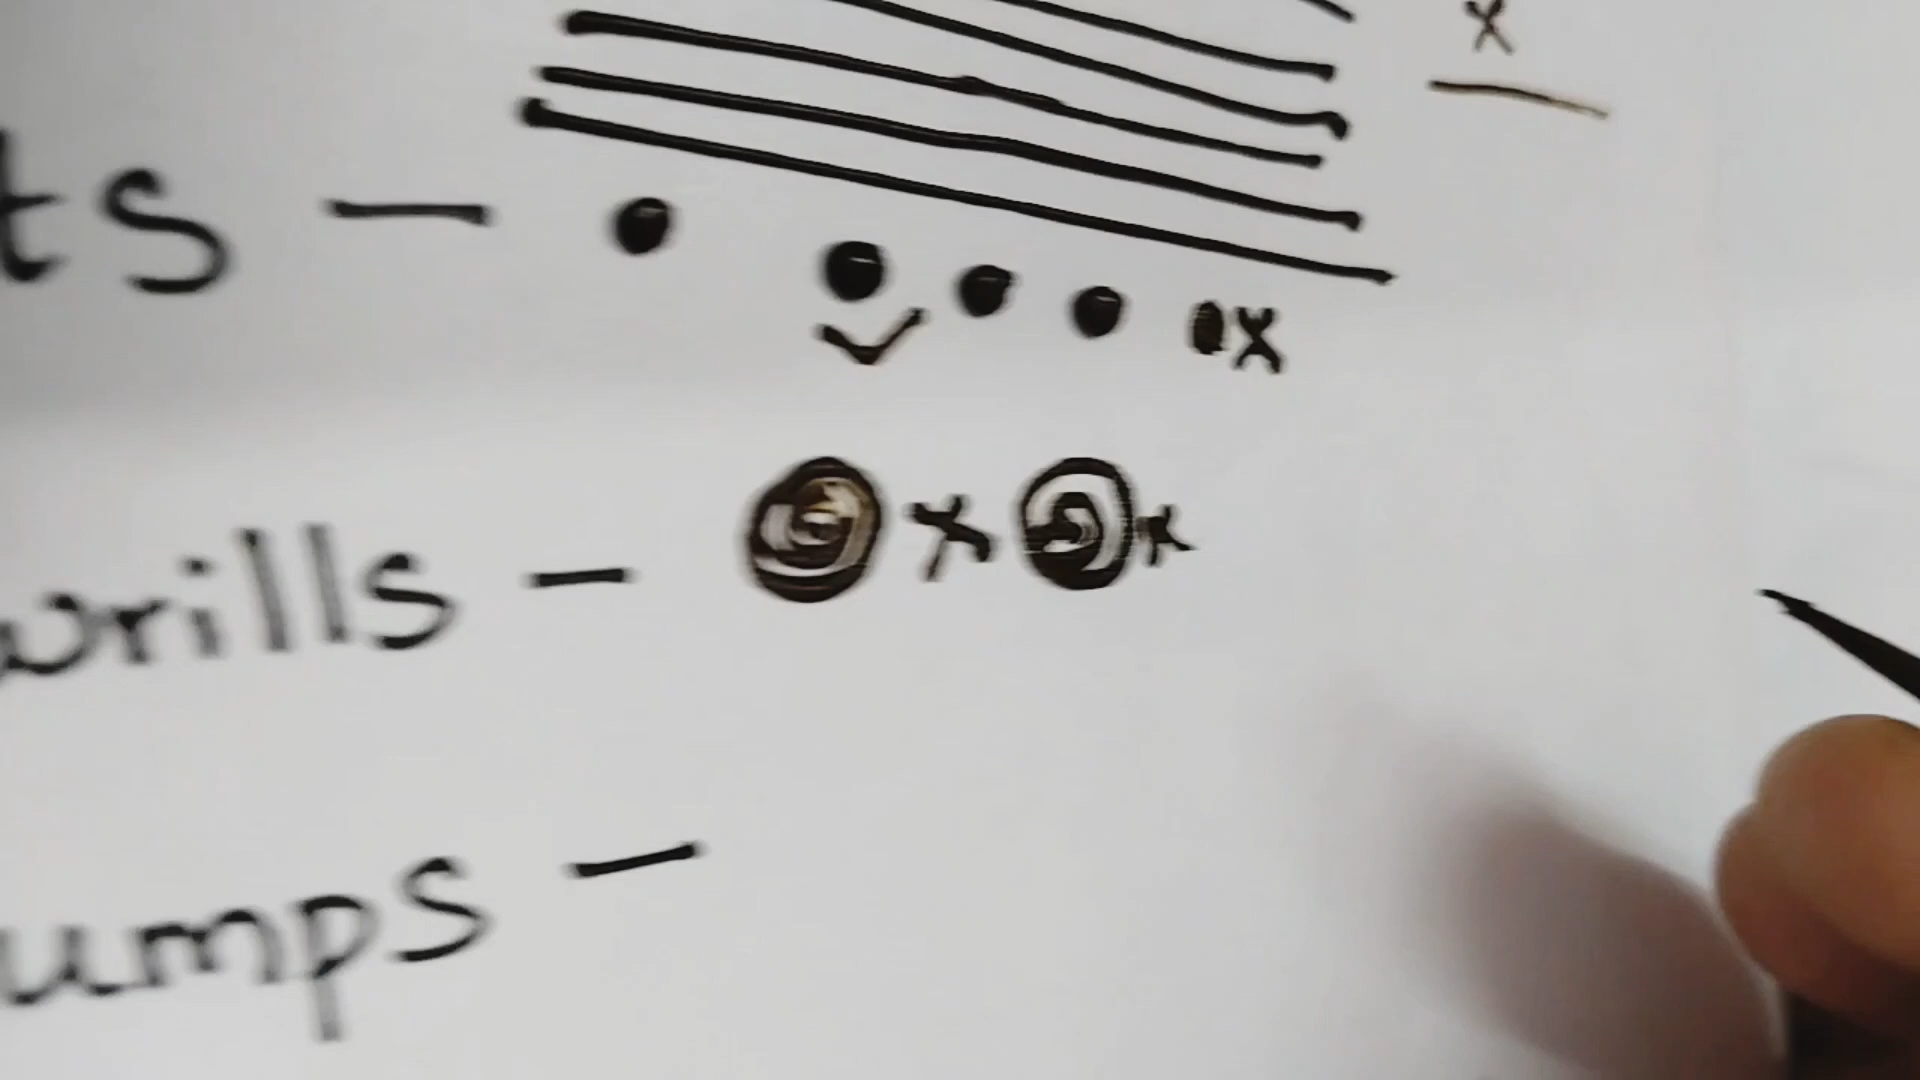 x
ts —
x
wrills — x x
umps —